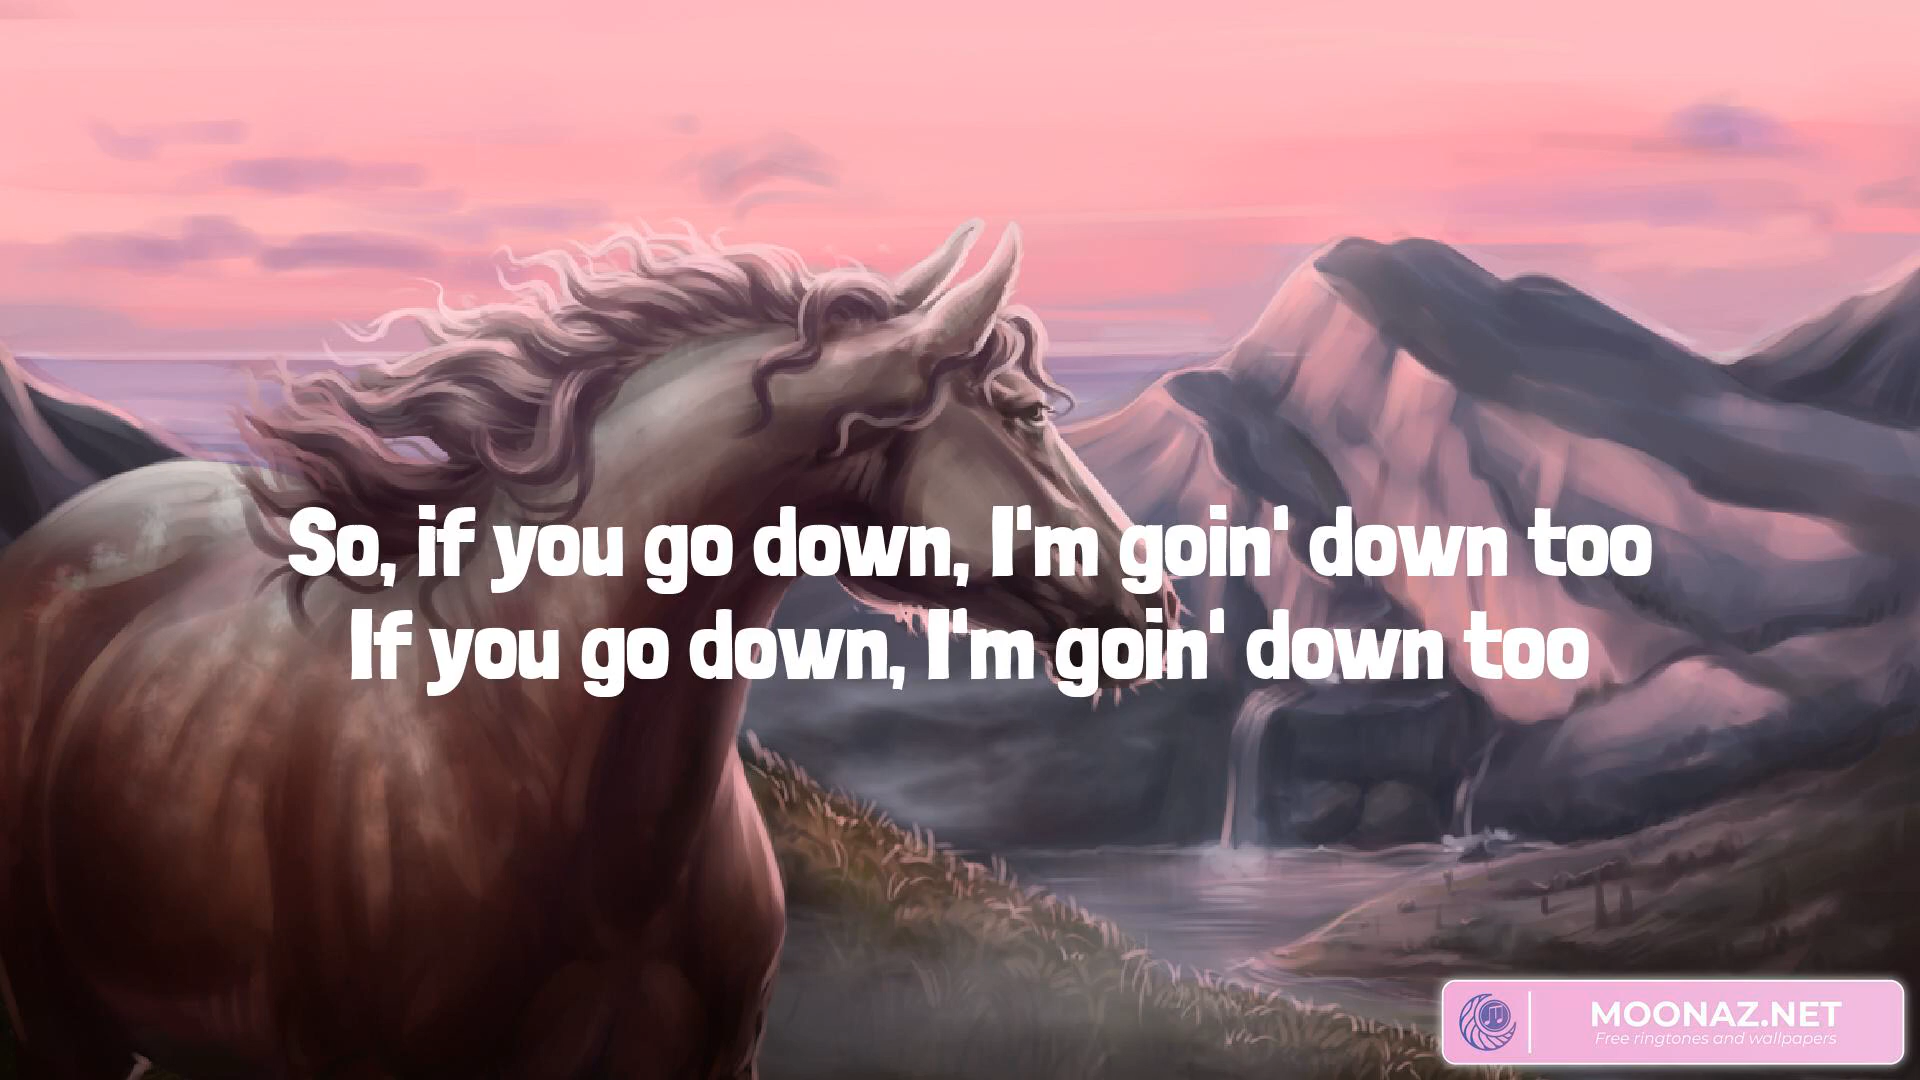 So, if you go down, I'm goin' down too
If you go down, I'm goin' down too
MOONAZ.NET
Free ringtones and wallpapers